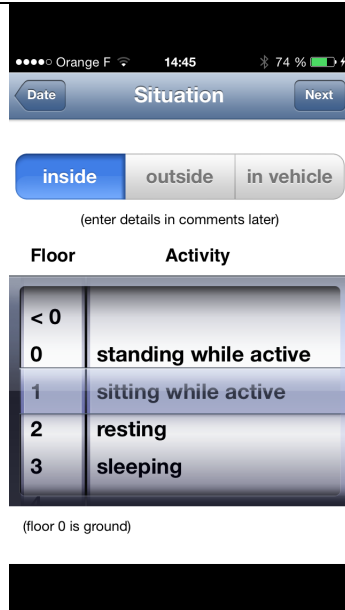 Orange F 14:45 74 %
Date Situation Next
inside outside in vehicle
(enter details in comments later)
Floor Activity
< 0
0 standing while active
1 sitting while active
2 resting
3 sleeping
(floor 0 is ground)